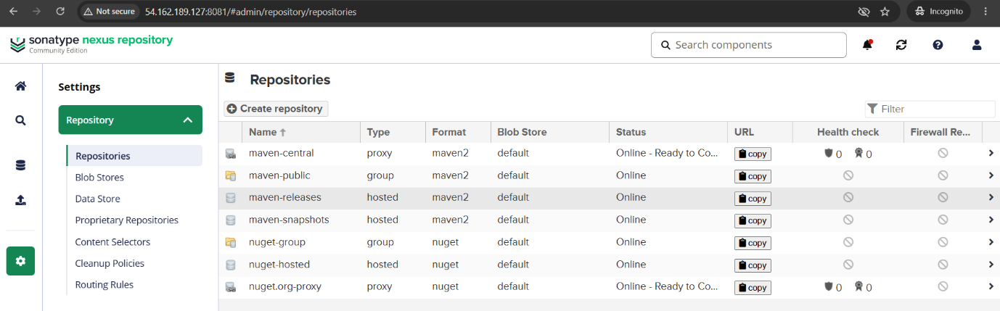 Not secure 54.162.189.127:8081/#admin/repository/repositories Incognito
sonatype nexus repository
Community Edition
Search components
Settings
Repository
Repositories
Blob Stores
Data Store
Proprietary Repositories
Content Selectors
Cleanup Policies
Routing Rules
Repositories
Create repository Filter
Name Type Format Blob Store Status URL Health check Firewall Re...
maven-central proxy maven2 default Online - Ready to Co... copy 0 0
maven-public group maven2 default Online copy
maven-releases hosted maven2 default Online copy
maven-snapshots hosted maven2 default Online copy
nuget-group group nuget default Online copy
nuget-hosted hosted nuget default Online copy
nuget.org-proxy proxy nuget default Online - Ready to Co... copy 0 0